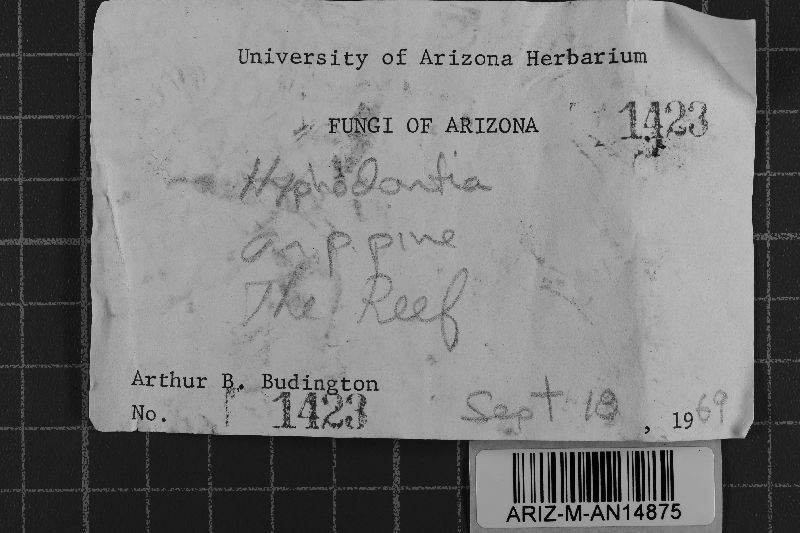 University of Arizona Herbarium
FUNGI OF ARIZONA 1423
Hyphodontia
on p. pine
The Reef
Arthur B. Budington
No. 1423 Sept 18, 1969
ARIZ-M-AN14875